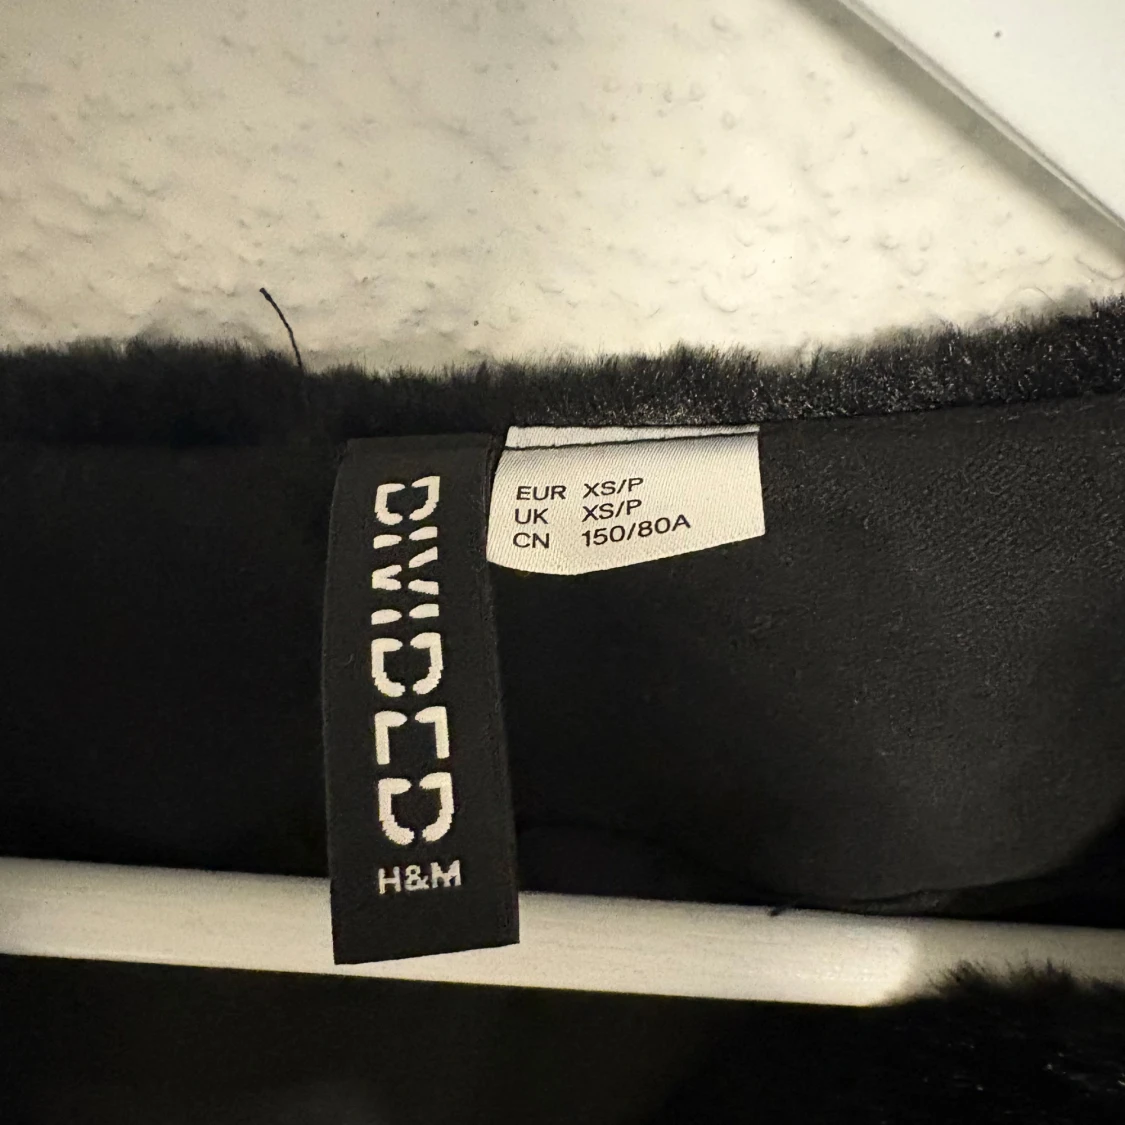 DIVIDED
H&M
EUR XS/P
UK XS/P
CN 150/80A